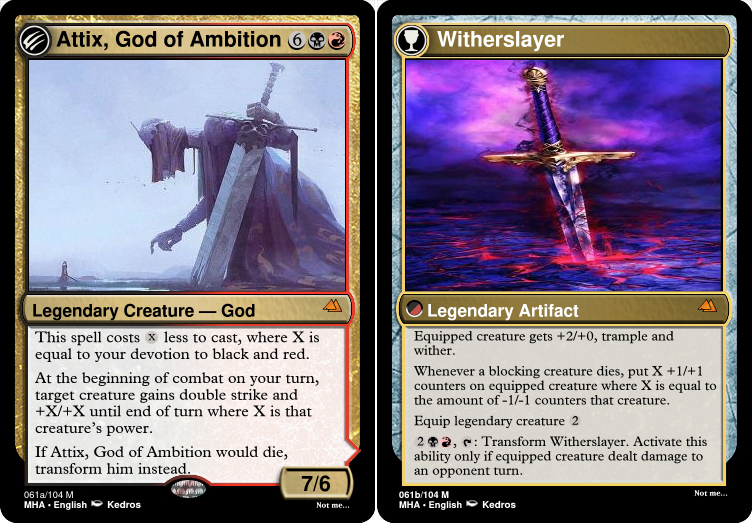 Attix, God of Ambition 6
Legendary Creature — God
This spell costs X less to cast, where X is
equal to your devotion to black and red.
At the beginning of combat on your turn,
target creature gains double strike and
+X/+X until end of turn where X is that
creature's power.
If Attix, God of Ambition would die,
transform him instead.
7/6
061a/104 M
MHA • English Kedros
Not me...
Witherslayer
Legendary Artifact
Equipped creature gets +2/+0, trample and
wither.
Whenever a blocking creature dies, put X +1/+1
counters on equipped creature where X is equal to
the amount of -1/-1 counters that creature.
Equip legendary creature 2
2 , : Transform Witherslayer. Activate this
ability only if equipped creature dealt damage to
an opponent turn.
061b/104 M
MHA • English Kedros
Not me...